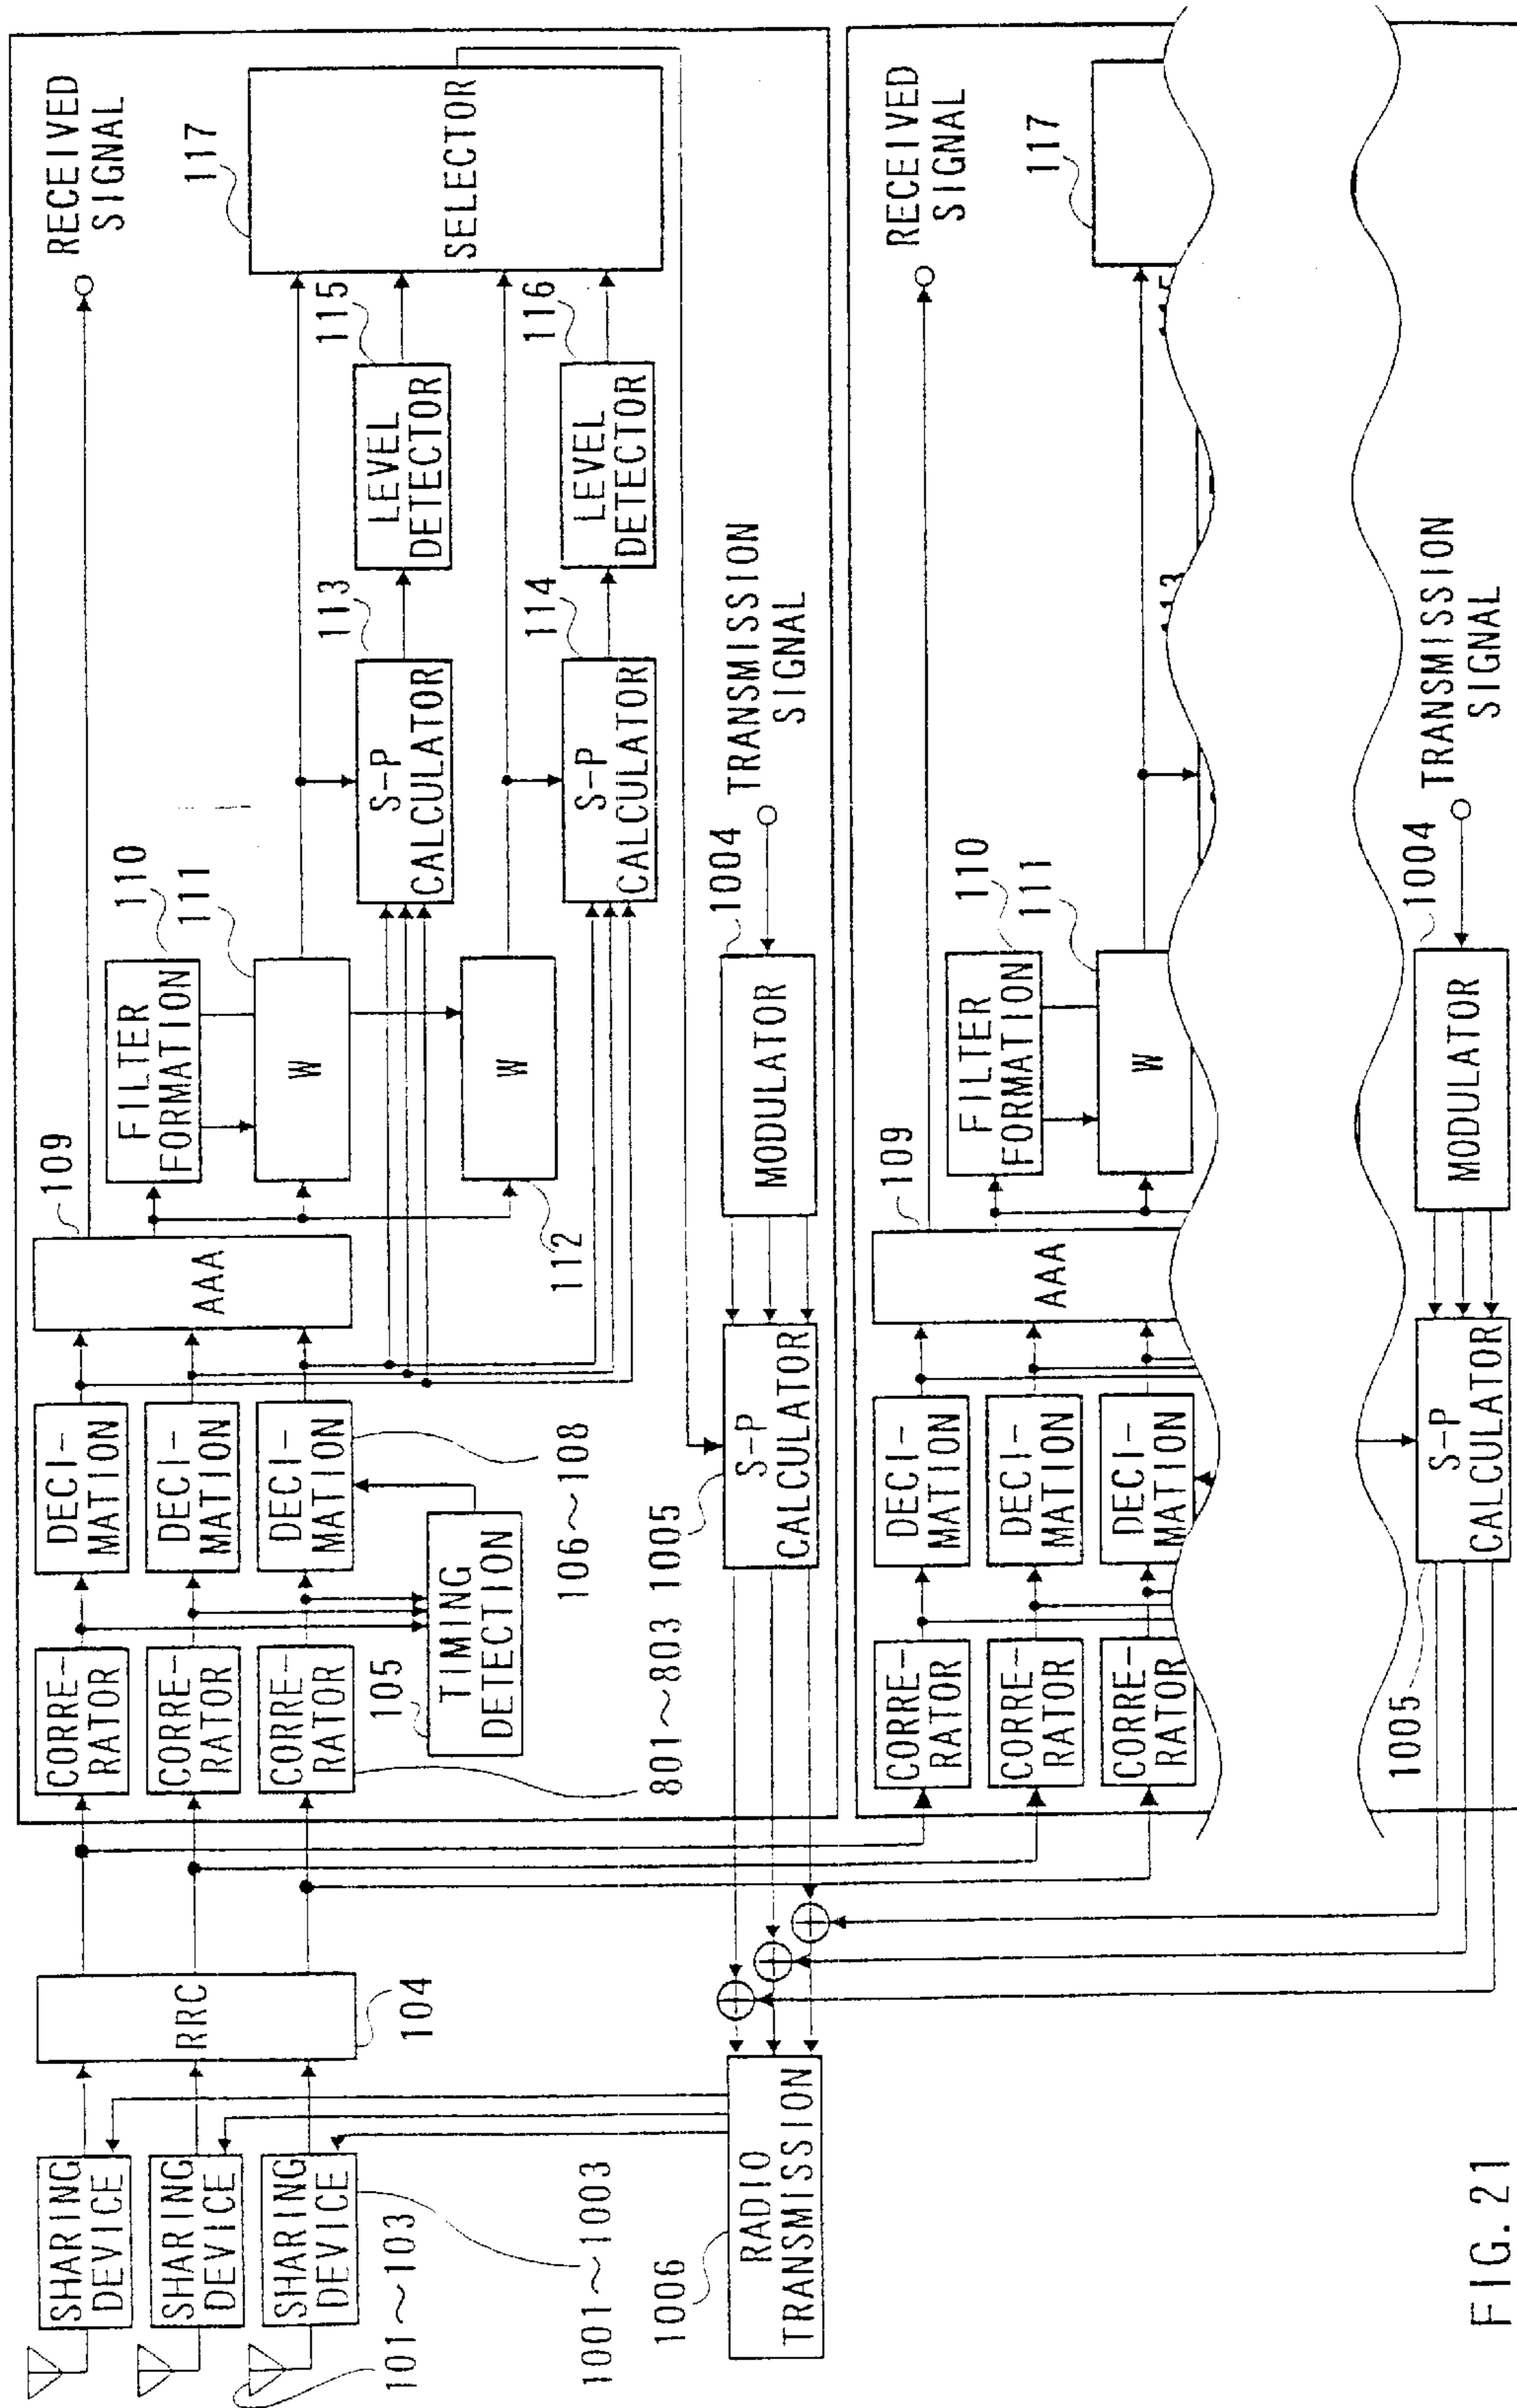 SHARING
DEVICE
SHARING
DEVICE
SHARING
DEVICE
101~103
1001~1003
RRC
104
RADIO
TRANSMISSION
1006
CORRE-
RATOR
CORRE-
RATOR
CORRE-
RATOR
801~803
TIMING
DETECTION
105
DECI-
MATION
DECI-
MATION
DECI-
MATION
106~108
AAA
109
FILTER
FORMATION
110
W
111
W
112
S-P
CALCULATOR
113
S-P
CALCULATOR
114
LEVEL
DETECTOR
115
LEVEL
DETECTOR
116
SELECTOR
117
RECEIVED
SIGNAL
S-P
CALCULATOR
1005
MODULATOR
1004
TRANSMISSION
SIGNAL
CORRE-
RATOR
CORRE-
RATOR
CORRE-
RATOR
DECI-
MATION
DECI-
MATION
DECI-
MATION
AAA
109
FILTER
FORMATION
110
W
111
117
RECEIVED
SIGNAL
S-P
CALCULATOR
1005
MODULATOR
1004
TRANSMISSION
SIGNAL
FIG. 21